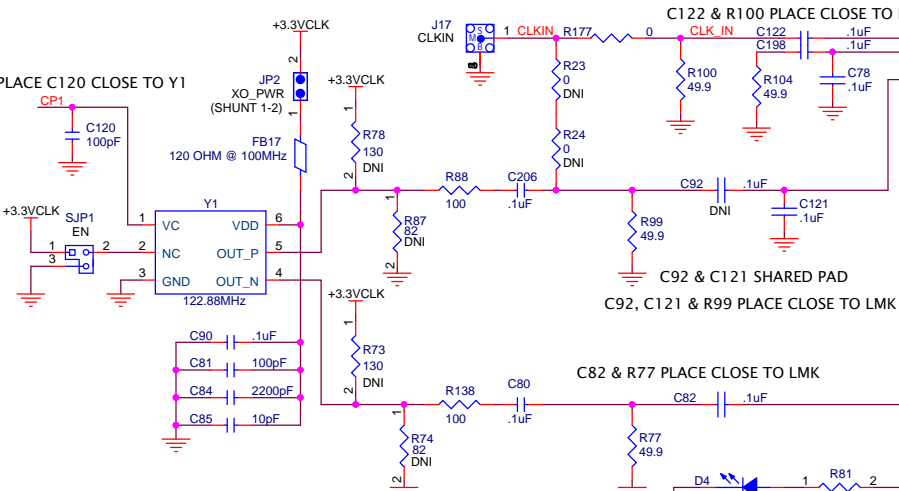 C122 & R100 PLACE CLOSE TO
+3.3VCLK
J17
CLKIN
1
CLKIN
R177
0
CLK_IN
C122
.1uF
C198
.1uF
PLACE C120 CLOSE TO Y1
2
JP2
XO_PWR
(SHUNT 1-2)
1
+3.3VCLK
R23
0
DNI
R100
49.9
R104
49.9
C78
.1uF
CP1
C120
100pF
FB17
120 OHM @ 100MHz
1
R78
130
DNI
2
R24
0
DNI
R88
100
C206
.1uF
C92
.1uF
DNI
C121
.1uF
+3.3VCLK
SJP1
EN
1
2
3
Y1
1
VC
VDD
6
2
NC
OUT_P
5
3
GND
OUT_N
4
122.88MHz
1
R87
82
DNI
2
R99
49.9
C92 & C121 SHARED PAD
C92, C121 & R99 PLACE CLOSE TO LMK
+3.3VCLK
1
R73
130
DNI
2
C90
.1uF
C81
100pF
C84
2200pF
C85
10pF
C82 & R77 PLACE CLOSE TO LMK
R138
100
C80
.1uF
C82
.1uF
1
R74
82
DNI
2
R77
49.9
D4
1
R81
2